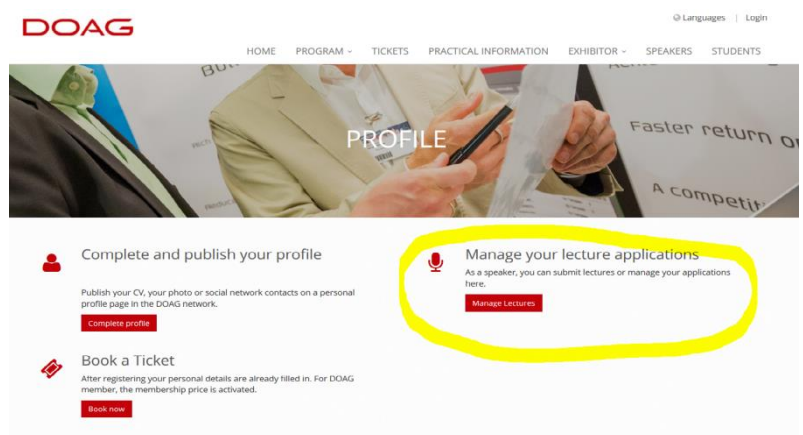 DOAG
Languages | Login
HOME PROGRAM TICKETS PRACTICAL INFORMATION EXHIBITOR SPEAKERS STUDENTS
PROFILE
Faster return o
A competit
Complete and publish your profile
Publish your CV, your photo or social network contacts on a personal
profile page in the DOAG network.
Complete profile
Manage your lecture applications
As a speaker, you can submit lectures or manage your applications
here.
Manage Lectures
Book a Ticket
After registering your personal details are already filled in. For DOAG
member, the membership price is activated.
Book now